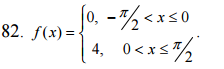 82. f(x) = { 0, −π/2 < x ≤ 0
4, 0 < x ≤ π/2 .